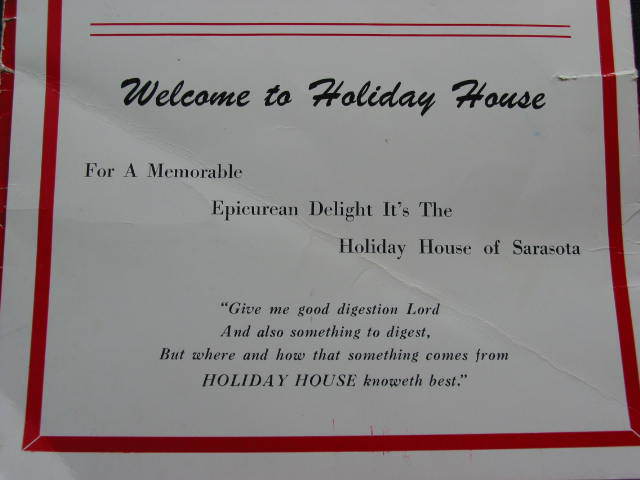 Welcome to Holiday House
For A Memorable
Epicurean Delight It's The
Holiday House of Sarasota
"Give me good digestion Lord
And also something to digest,
But where and how that something comes from
HOLIDAY HOUSE knoweth best."